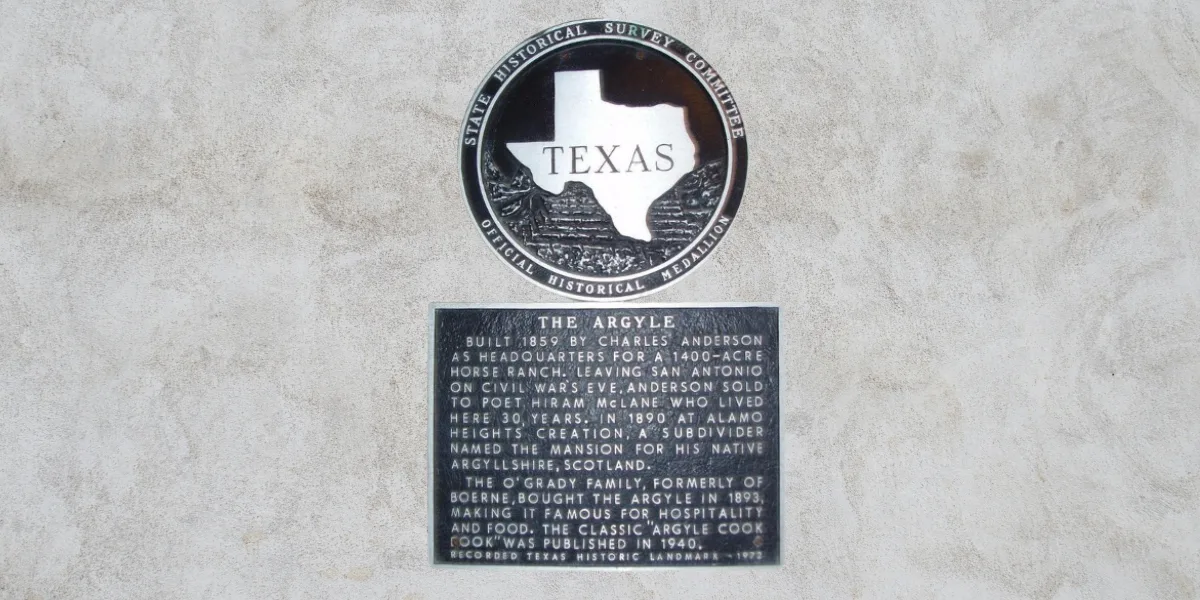 STATE HISTORICAL SURVEY COMMITTEE
TEXAS
OFFICIAL HISTORICAL MEDALLION
THE ARGYLE
BUILT 1859 BY CHARLES ANDERSON
AS HEADQUARTERS FOR A 1400-ACRE
HORSE RANCH. LEAVING SAN ANTONIO
ON CIVIL WAR'S EVE, ANDERSON SOLD
TO POET HIRAM McLANE WHO LIVED
HERE 30 YEARS. IN 1890 AT ALAMO
HEIGHTS CREATION, A SUBDIVIDER
NAMED THE MANSION FOR HIS NATIVE
ARGYLLSHIRE, SCOTLAND.
THE O'GRADY FAMILY, FORMERLY OF
BOERNE, BOUGHT THE ARGYLE IN 1893,
MAKING IT FAMOUS FOR HOSPITALITY
AND FOOD. THE CLASSIC "ARGYLE COOK
BOOK" WAS PUBLISHED IN 1940.
RECORDED TEXAS HISTORIC LANDMARK - 1972